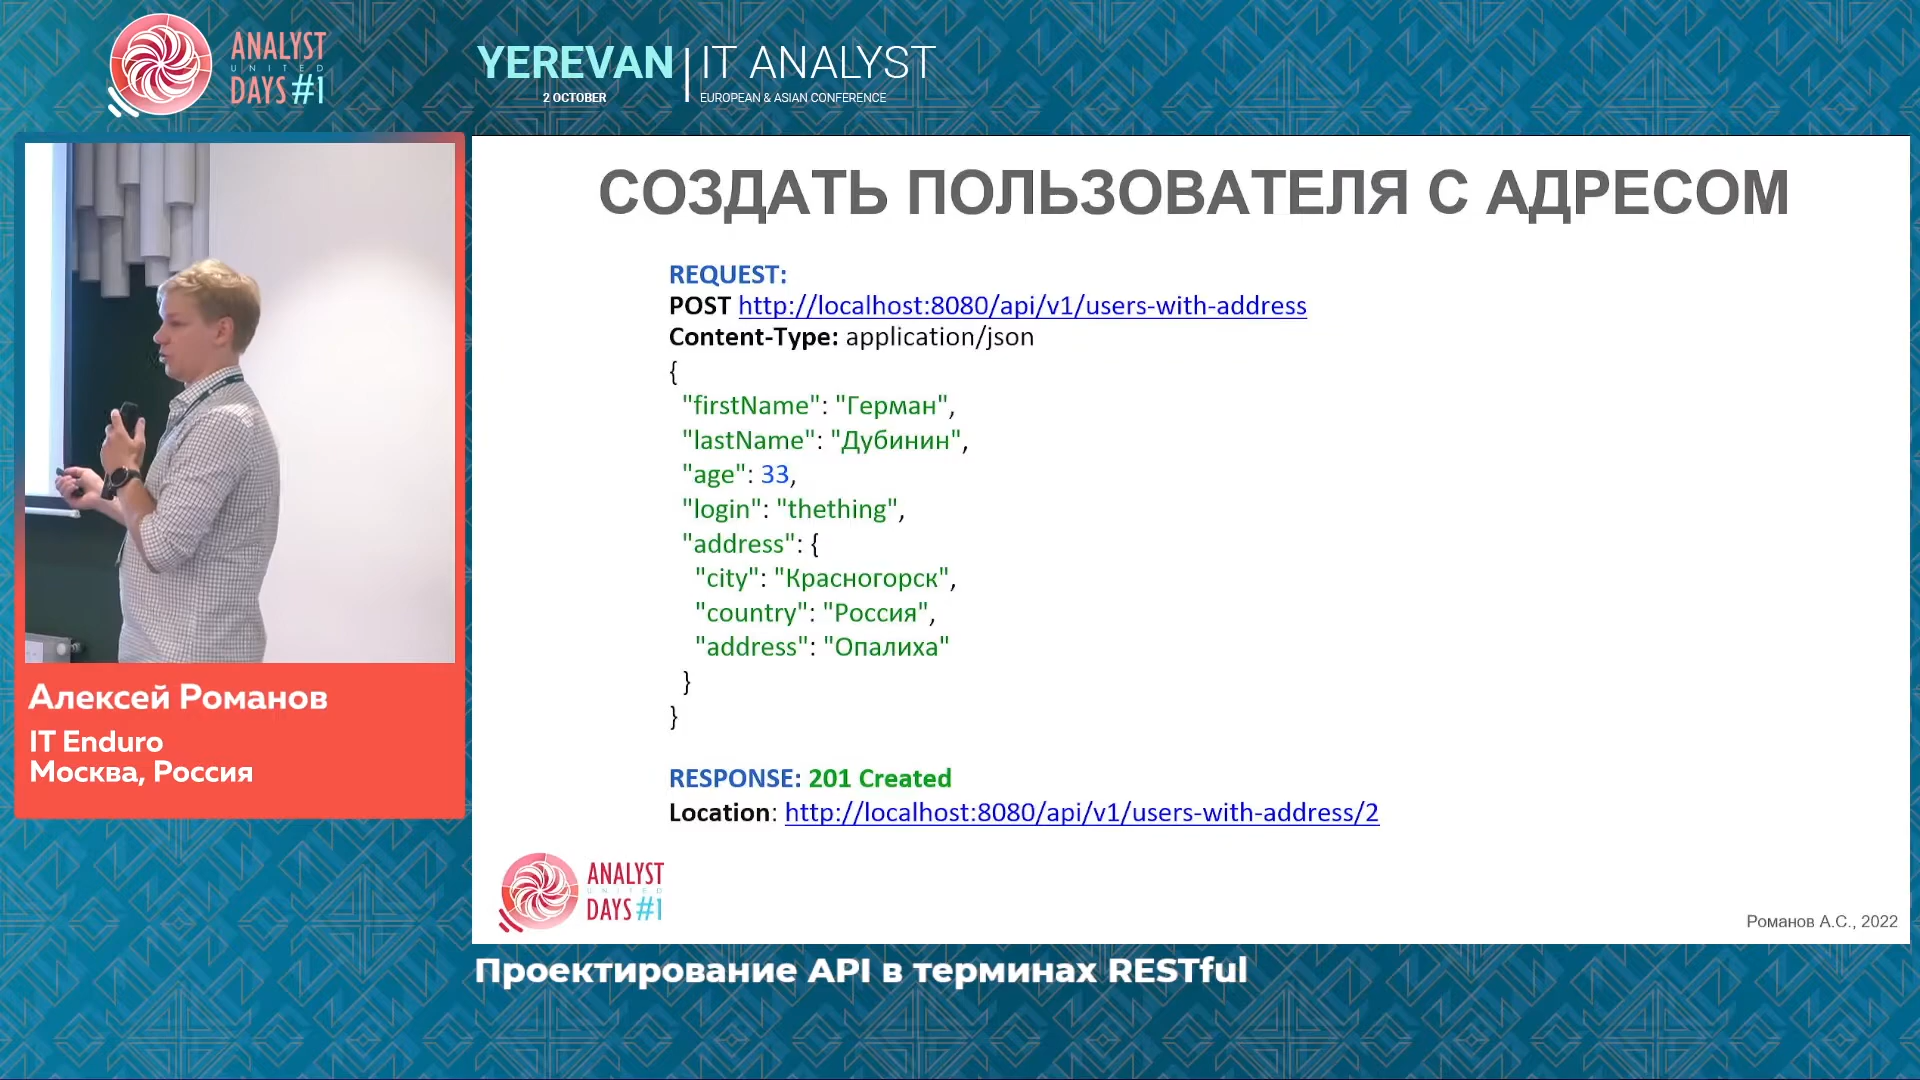 ANALYST
UNITED
DAYS #1
YEREVAN
2 OCTOBER
IT ANALYST
EUROPEAN & ASIAN CONFERENCE
Алексей Романов
IT Enduro
Москва, Россия
СОЗДАТЬ ПОЛЬЗОВАТЕЛЯ С АДРЕСОМ
REQUEST:
POST http://localhost:8080/api/v1/users-with-address
Content-Type: application/json
{
"firstName": "Герман",
"lastName": "Дубинин",
"age": 33,
"login": "thething",
"address": {
"city": "Красногорск",
"country": "Россия",
"address": "Опалиха"
}
}
RESPONSE: 201 Created
Location: http://localhost:8080/api/v1/users-with-address/2
ANALYST
UNITED
DAYS #1
Романов А.С., 2022
Проектирование API в терминах RESTful